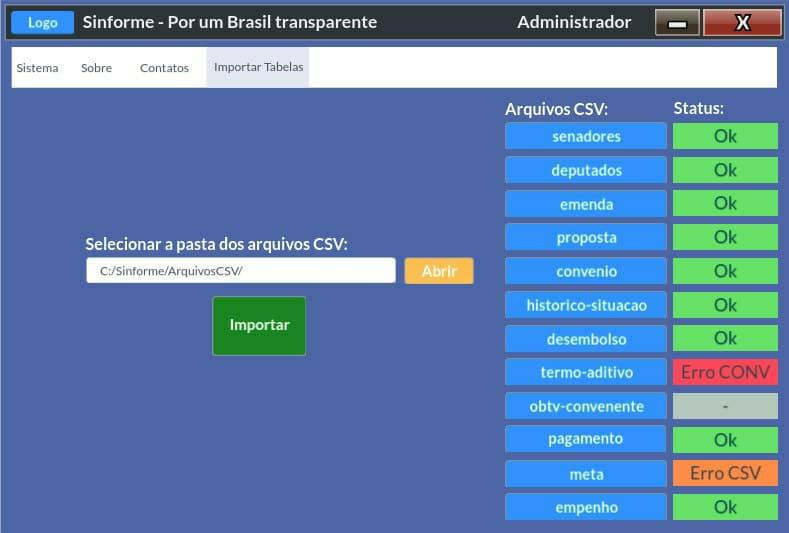 Logo Sinforme - Por um Brasil transparente Administrador X
Sistema Sobre Contatos Importar Tabelas
Arquivos CSV: Status:
senadores Ok
deputados Ok
emenda Ok
proposta Ok
Selecionar a pasta dos arquivos CSV:
C:/Sinforme/ArquivosCSV/ Abrir
convenio Ok
historico-situacao Ok
Importar
desembolso Ok
termo-aditivo Erro CONV
obtv-convenente -
pagamento Ok
meta Erro CSV
empenho Ok